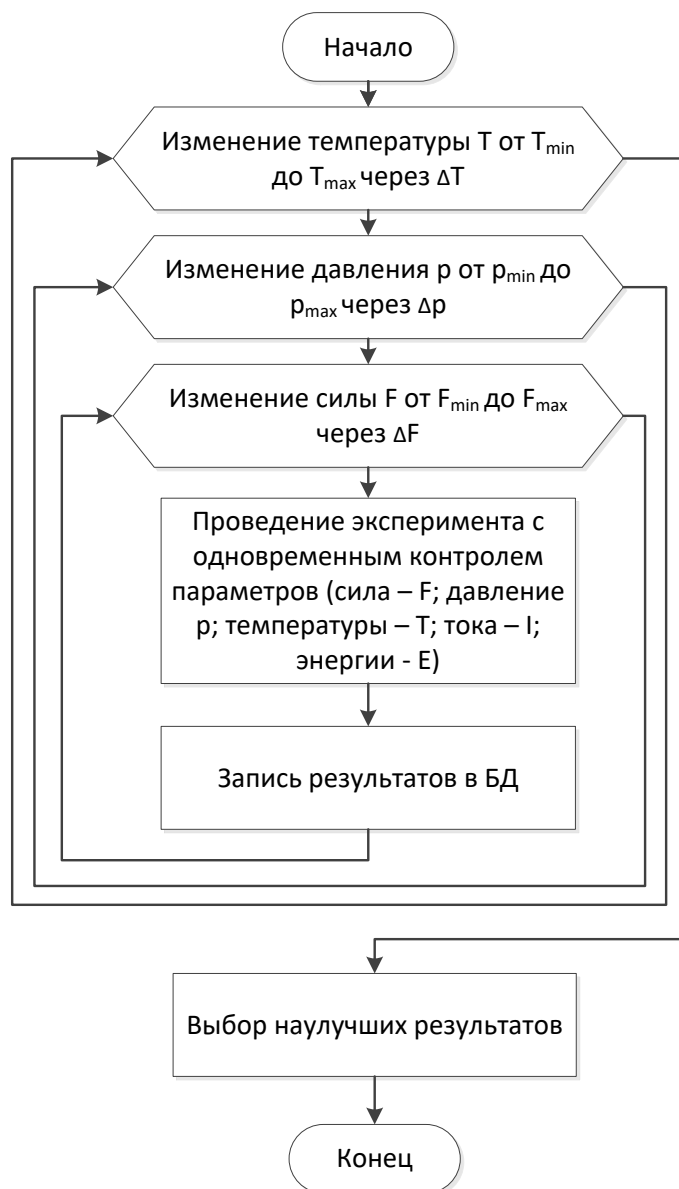 Начало
Изменение температуры T от Tmin
до Tmax через ΔT
Изменение давления p от pmin до
pmax через Δp
Изменение силы F от Fmin до Fmax
через ΔF
Проведение эксперимента с
одновременным контролем
параметров (сила – F; давление
p; температуры – T; тока – I;
энергии - E)
Запись результатов в БД
Выбор наулучших результатов
Конец